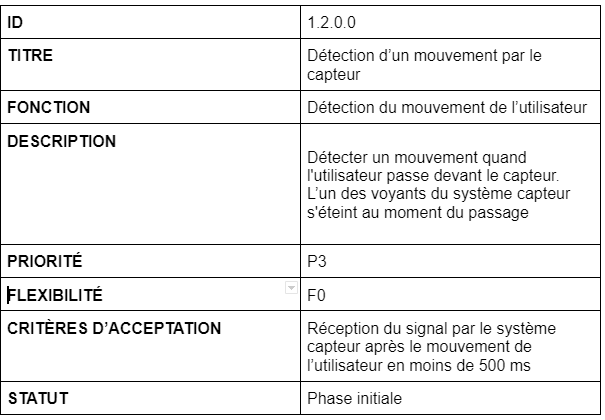 ID 1.2.0.0
TITRE Détection d’un mouvement par le
capteur
FONCTION Détection du mouvement de l’utilisateur
DESCRIPTION
Détecter un mouvement quand
l'utilisateur passe devant le capteur.
L’un des voyants du système capteur
s'éteint au moment du passage
PRIORITÉ P3
FLEXIBILITÉ F0
CRITÈRES D’ACCEPTATION Réception du signal par le système
capteur après le mouvement de
l’utilisateur en moins de 500 ms
STATUT Phase initiale